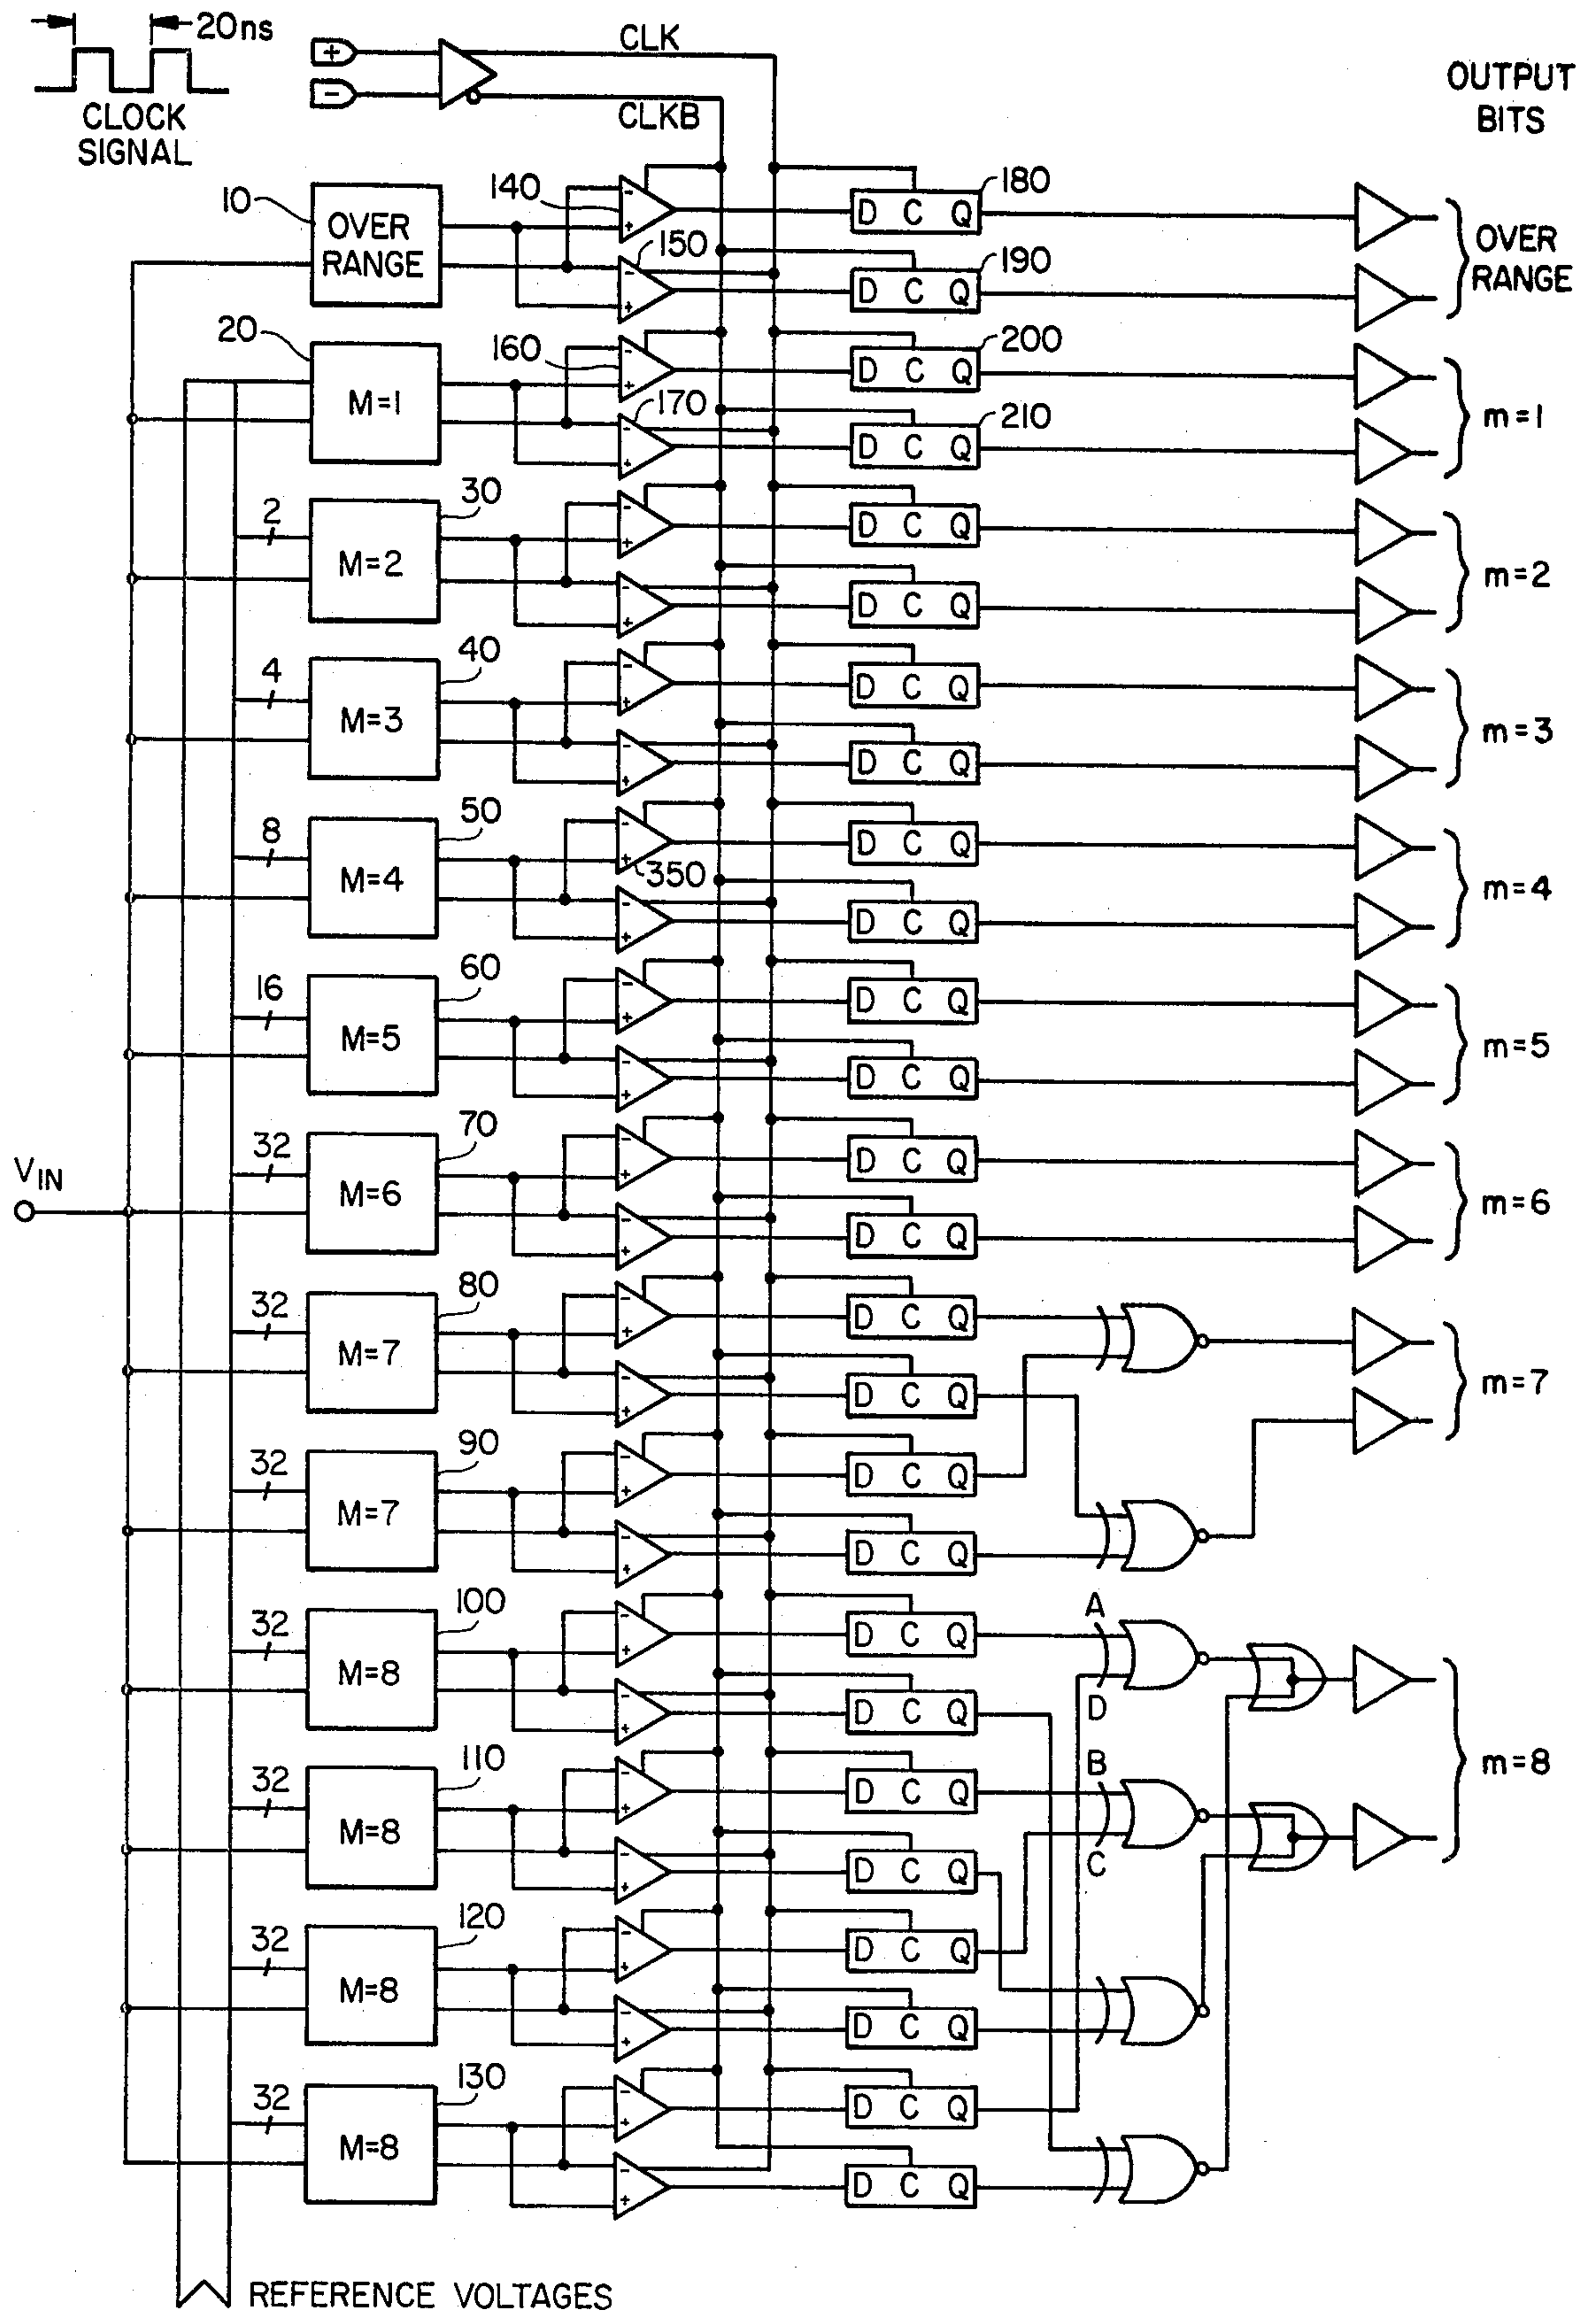 20ns
CLOCK
SIGNAL
+
-
CLK
CLKB
OUTPUT
BITS
10
OVER
RANGE
140
- +
150
- +
D C Q
180
D C Q
190
OVER
RANGE
20
M=1
160
- +
170
- +
D C Q
200
D C Q
210
m=1
2
M=2
30
- +
- +
D C Q
D C Q
m=2
4
M=3
40
- +
- +
D C Q
D C Q
m=3
8
M=4
50
- +
350
- +
D C Q
D C Q
m=4
16
M=5
60
- +
- +
D C Q
D C Q
m=5
VIN
32
M=6
70
- +
- +
D C Q
D C Q
m=6
32
M=7
80
- +
- +
D C Q
D C Q
m=7
32
M=7
90
- +
- +
D C Q
D C Q
32
M=8
100
- +
- +
D C Q
D C Q
A
D
m=8
32
M=8
110
- +
- +
D C Q
D C Q
B
C
32
M=8
120
- +
- +
D C Q
D C Q
32
M=8
130
- +
- +
D C Q
D C Q
REFERENCE VOLTAGES